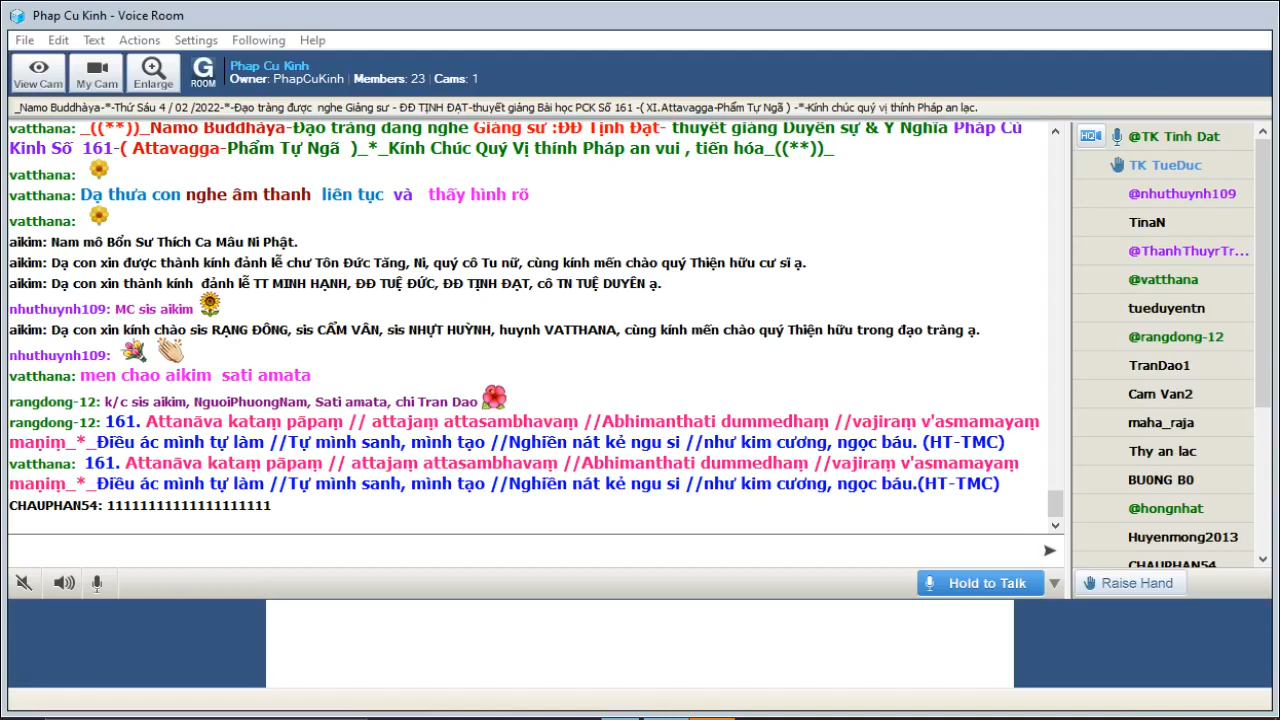 Phap Cu Kinh - Voice Room
File Edit Text Actions Settings Following Help
View Cam My Cam Enlarge G ROOM
Phap Cu Kinh
Owner: PhapCuKinh | Members: 23 | Cams: 1
_Namo Buddhàya-*-Thứ Sáu 4 / 02 /2022-*-Đạo tràng được nghe Giảng sư - ĐĐ TỊNH ĐẠT-thuyết giảng Bài học PCK Số 161 -( XI.Attavagga-Phẩm Tự Ngã ) -*-Kính chúc quý vị thính Pháp an lạc.
vatthana: _((**))_Namo Buddhàya-Đạo tràng đang nghe Giảng sư :ĐĐ Tịnh Đạt- thuyết giảng Duyên sự & Ý Nghĩa Pháp Cú
Kinh Số 161-( Attavagga-Phẩm Tự Ngã )_*_Kính Chúc Quý Vị thính Pháp an vui , tiến hóa_((**))_
vatthana:
vatthana: Dạ thưa con nghe âm thanh liên tục và thấy hình rõ
vatthana:
aikim: Nam mô Bổn Sư Thích Ca Mâu Ni Phật.
aikim: Dạ con xin được thành kính đảnh lễ chư Tôn Đức Tăng, Ni, quý cô Tu nữ, cùng kính mến chào quý Thiện hữu cư sĩ ạ.
aikim: Dạ con xin thành kính đảnh lễ TT MINH HẠNH, ĐĐ TUỆ ĐỨC, ĐĐ TỊNH ĐẠT, cô TN TUỆ DUYÊN ạ.
nhuthuynh109: MC sis aikim
aikim: Dạ con xin kính chào sis RẠNG ĐÔNG, sis CẨM VÂN, sis NHỰT HUỲNH, huynh VATTHANA, cùng kính mến chào quý Thiện hữu trong đạo tràng ạ.
nhuthuynh109:
vatthana: men chao aikim sati amata
rangdong-12: k/c sis aikim, NguoiPhuongNam, Sati amata, chi Tran Dao
rangdong-12: 161. Attanāva kataṃ pāpaṃ // attajaṃ attasambhavaṃ //Abhimanthati dummedhaṃ //vajiraṃ v'asmamayaṃ
maṇiṃ_*_Điều ác mình tự làm //Tự mình sanh, mình tạo //Nghiền nát kẻ ngu si //như kim cương, ngọc báu. (HT-TMC)
vatthana: 161. Attanāva kataṃ pāpaṃ // attajaṃ attasambhavaṃ //Abhimanthati dummedhaṃ //vajiraṃ v'asmamayaṃ
maṇiṃ_*_Điều ác mình tự làm //Tự mình sanh, mình tạo //Nghiền nát kẻ ngu si //như kim cương, ngọc báu.(HT-TMC)
CHAUPHAN54: 11111111111111111111
HQ @TK Tinh Dat
TK TueDuc
@nhuthuynh109
TinaN
@ThanhThuyrTr...
@vatthana
tueduyentn
@rangdong-12
TranDao1
Cam Van2
maha_raja
Thy an lac
BU0NG B0
@hongnhat
Huyenmong2013
CHAUPHAN54
Hold to Talk
Raise Hand